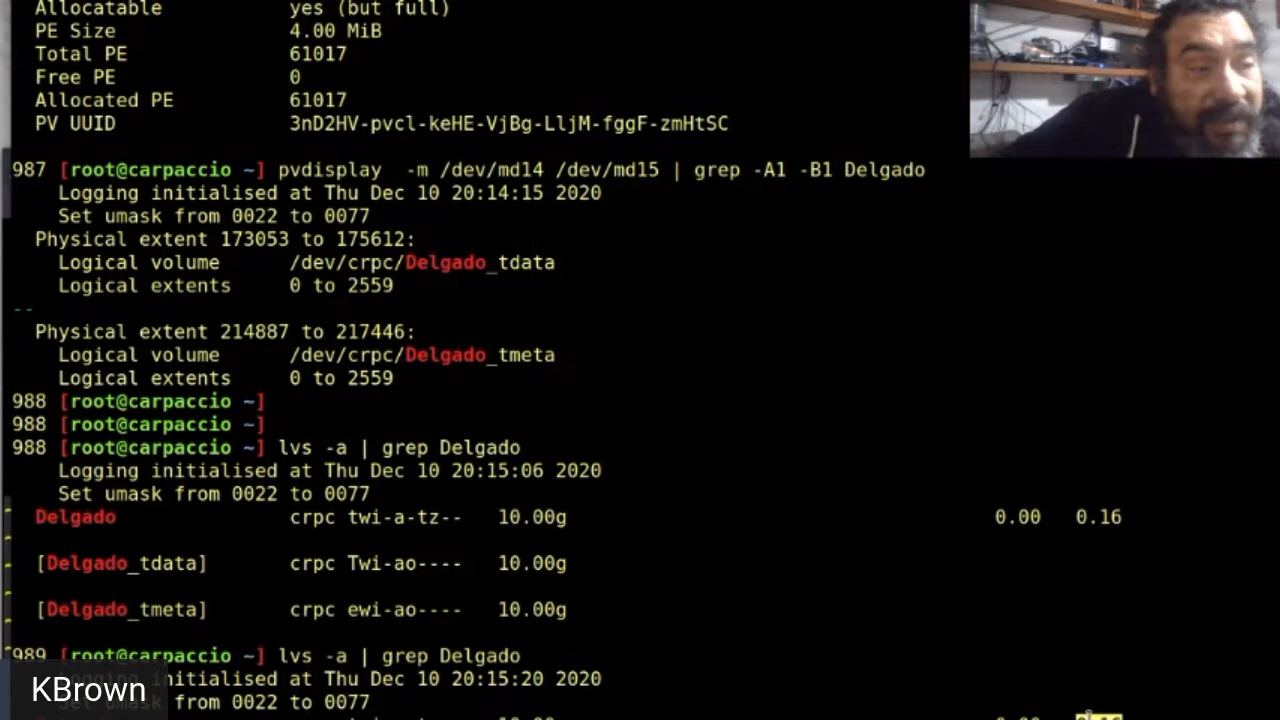 Allocatable yes (but full)
PE Size 4.00 MiB
Total PE 61017
Free PE 0
Allocated PE 61017
PV UUID 3nD2HV-pvcl-keHE-VjBg-LljM-fggF-zmHtSC
987 [root@carpaccio ~] pvdisplay -m /dev/md14 /dev/md15 | grep -A1 -B1 Delgado
Logging initialised at Thu Dec 10 20:14:15 2020
Set umask from 0022 to 0077
Physical extent 173053 to 175612:
Logical volume /dev/crpc/Delgado_tdata
Logical extents 0 to 2559
--
Physical extent 214887 to 217446:
Logical volume /dev/crpc/Delgado_tmeta
Logical extents 0 to 2559
988 [root@carpaccio ~]
988 [root@carpaccio ~]
988 [root@carpaccio ~] lvs -a | grep Delgado
Logging initialised at Thu Dec 10 20:15:06 2020
Set umask from 0022 to 0077
Delgado crpc twi-a-tz-- 10.00g 0.00 0.16
[Delgado_tdata] crpc Twi-ao---- 10.00g
[Delgado_tmeta] crpc ewi-ao---- 10.00g
989 [root@carpaccio ~] lvs -a | grep Delgado
Logging initialised at Thu Dec 10 20:15:20 2020
Set umask from 0022 to 0077
KBrown